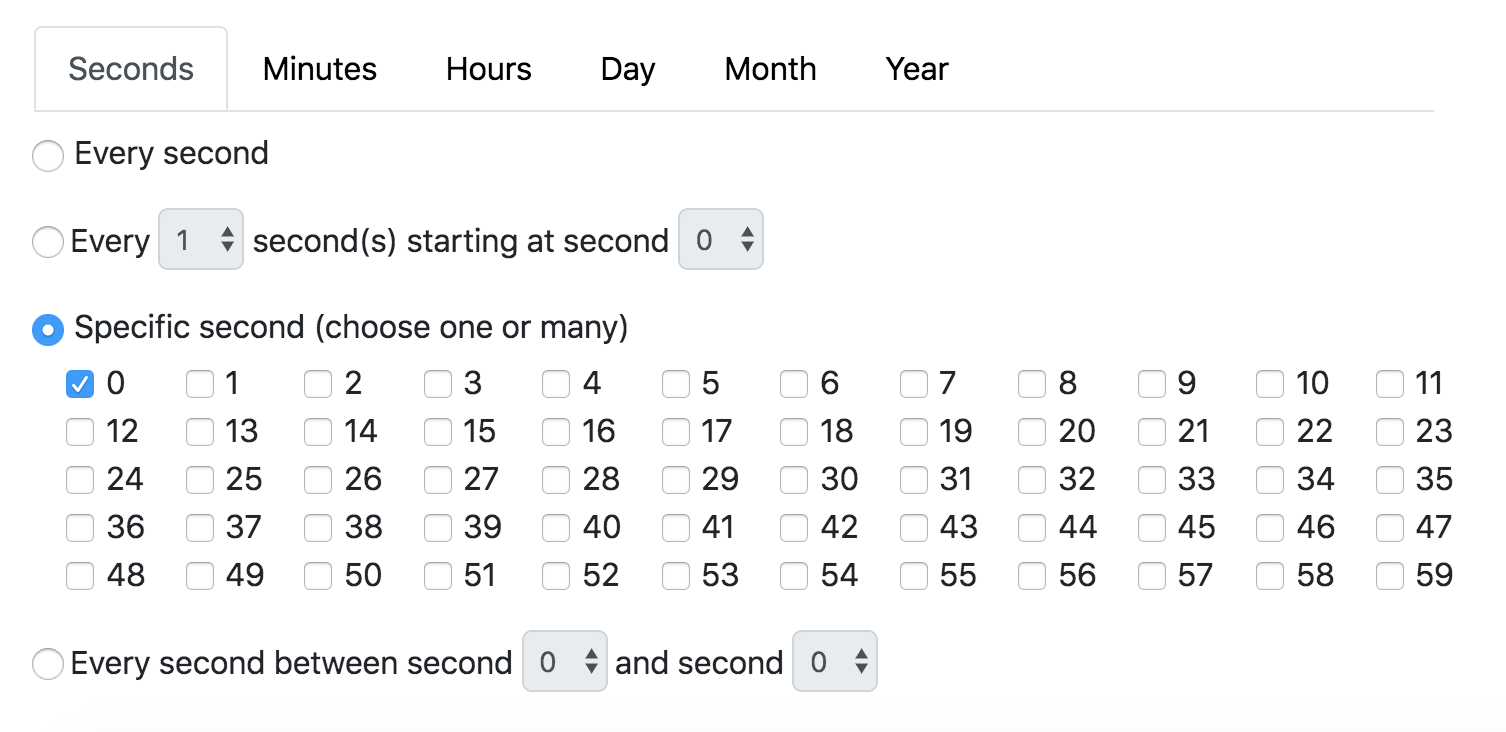 Seconds Minutes Hours Day Month Year
Every second
Every 1 second(s) starting at second 0
Specific second (choose one or many)
0 1 2 3 4 5 6 7 8 9 10 11
12 13 14 15 16 17 18 19 20 21 22 23
24 25 26 27 28 29 30 31 32 33 34 35
36 37 38 39 40 41 42 43 44 45 46 47
48 49 50 51 52 53 54 55 56 57 58 59
Every second between second 0 and second 0